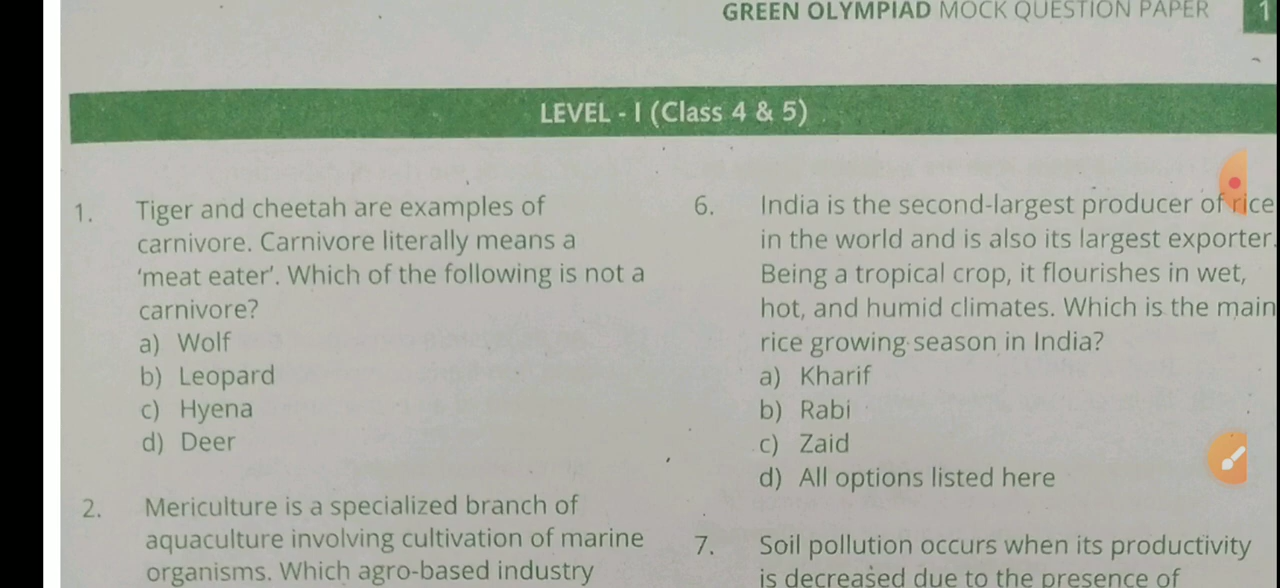 GREEN OLYMPIAD MOCK QUESTION PAPER 1
LEVEL - I (Class 4 & 5)
1. Tiger and cheetah are examples of
carnivore. Carnivore literally means a
‘meat eater’. Which of the following is not a
carnivore?
a) Wolf
b) Leopard
c) Hyena
d) Deer
2. Mericulture is a specialized branch of
aquaculture involving cultivation of marine
organisms. Which agro-based industry
6. India is the second-largest producer of rice
in the world and is also its largest exporter.
Being a tropical crop, it flourishes in wet,
hot, and humid climates. Which is the main
rice growing season in India?
a) Kharif
b) Rabi
c) Zaid
d) All options listed here
7. Soil pollution occurs when its productivity
is decreased due to the presence of